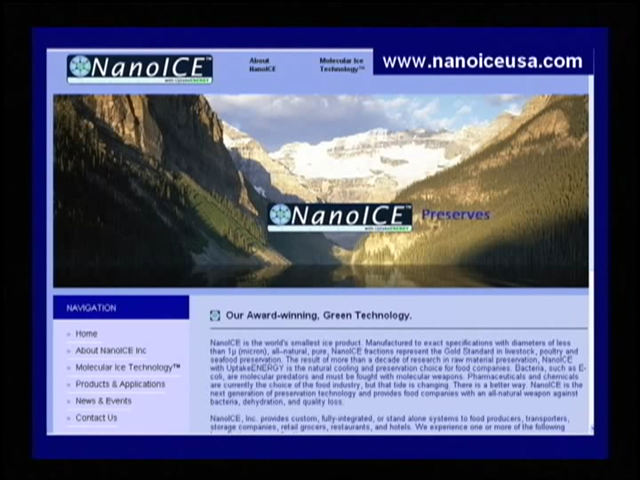 NanoICE™
with UptakeENERGY
About
NanoICE
Molecular Ice
Technology™
www.nanoiceusa.com
NanoICE™ Preserves
with UptakeENERGY
NAVIGATION
Home
About NanoICE Inc
Molecular Ice Technology™
Products & Applications
News & Events
Contact Us
Our Award-winning, Green Technology.
NanoICE is the world's smallest ice product. Manufactured to exact specifications with diameters of less
than 1μ (micron), all-natural, pure, NanoICE fractions represent the Gold Standard in livestock, poultry and
seafood preservation. The result of more than a decade of research in raw material preservation, NanoICE
with UptakeENERGY is the natural cooling and preservation choice for food companies. Bacteria, such as E-
coli, are molecular predators and must be fought with molecular weapons. Pharmaceuticals and chemicals
are currently the choice of the food industry, but that tide is changing. There is a better way. NanoICE is the
next generation of preservation technology and provides food companies with an all-natural weapon against
bacteria, dehydration, and quality loss.
NanoICE, Inc. provides custom, fully-integrated, or stand alone systems to food producers, transporters,
storage companies, retail grocers, restaurants, and hotels. We experience one or more of the following